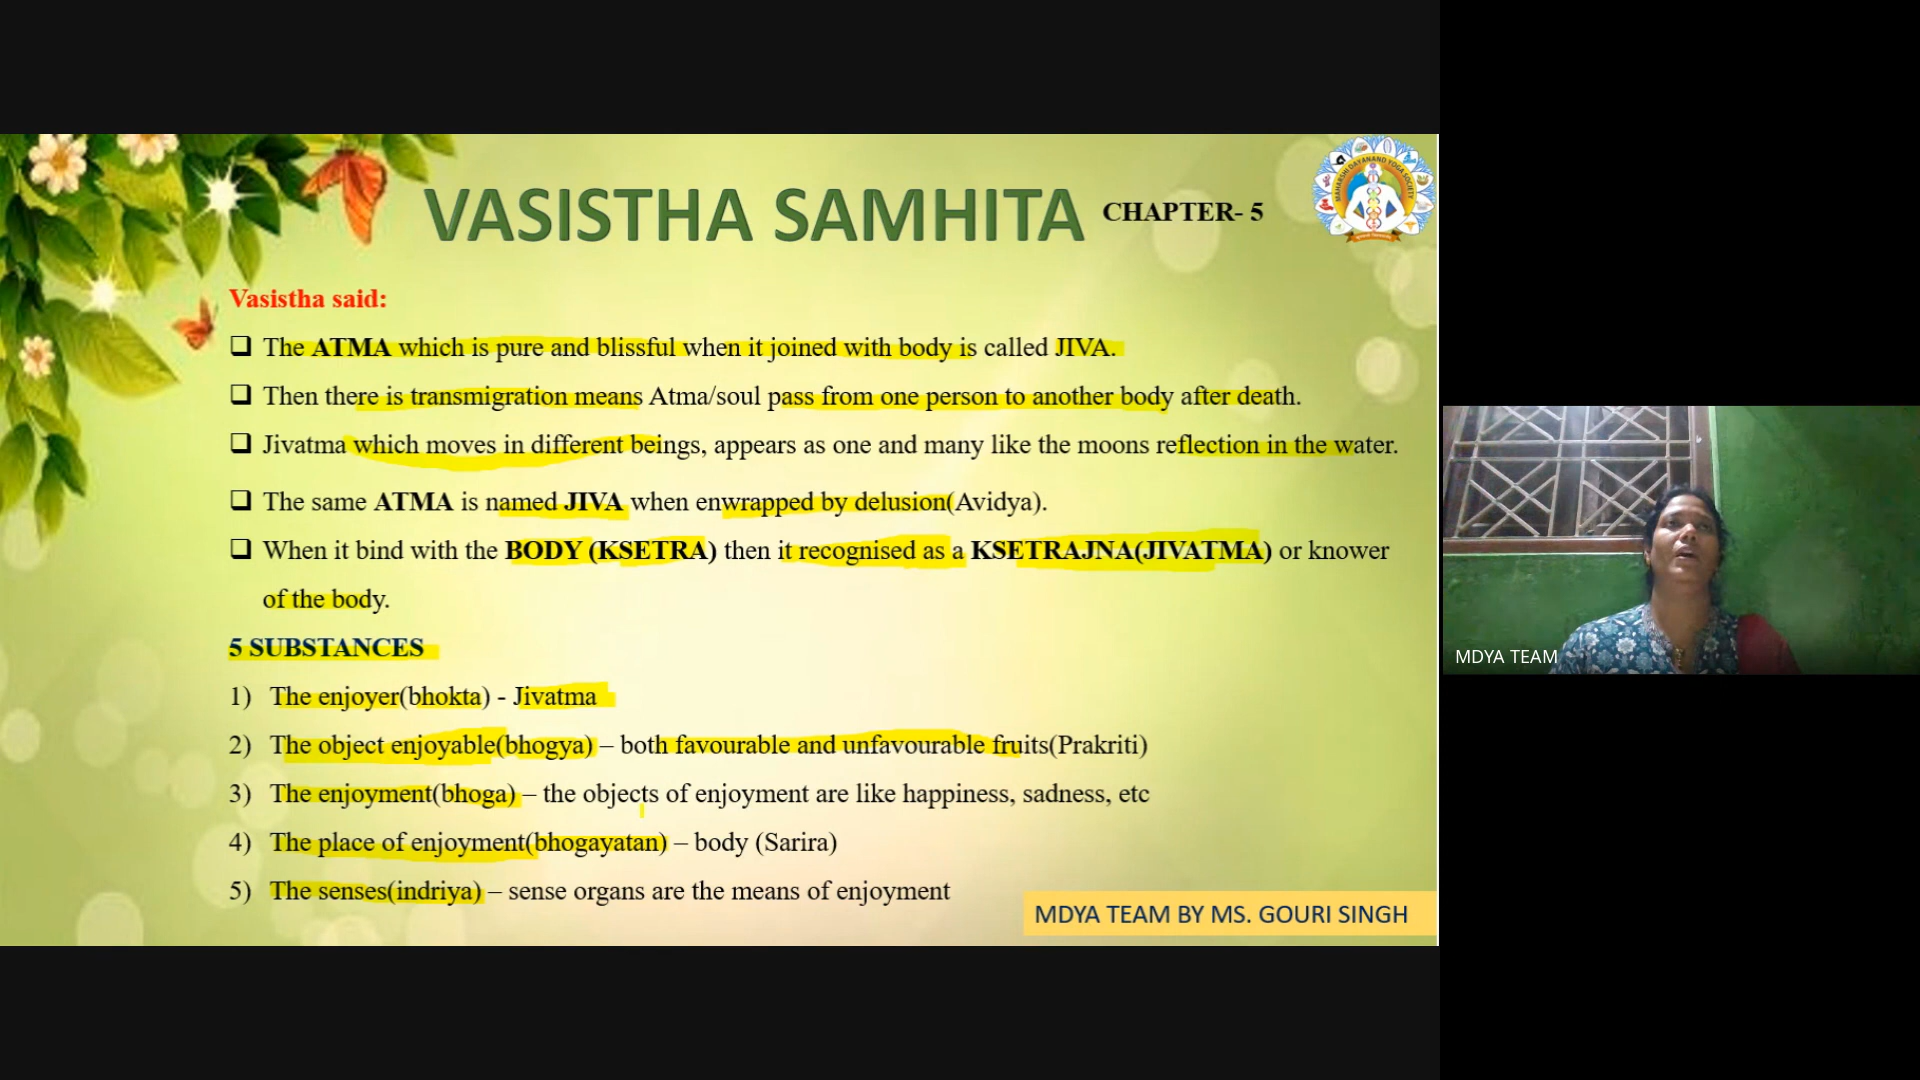 VASISTHA SAMHITA CHAPTER- 5
MAHARSHI DAYANAND YOGA SOCIETY
Vasistha said:
❑ The ATMA which is pure and blissful when it joined with body is called JIVA.
❑ Then there is transmigration means Atma/soul pass from one person to another body after death.
❑ Jivatma which moves in different beings, appears as one and many like the moons reflection in the water.
❑ The same ATMA is named JIVA when enwrapped by delusion(Avidya).
❑ When it bind with the BODY (KSETRA) then it recognised as a KSETRAJNA(JIVATMA) or knower
of the body.
5 SUBSTANCES
1) The enjoyer(bhokta) - Jivatma
2) The object enjoyable(bhogya) – both favourable and unfavourable fruits(Prakriti)
3) The enjoyment(bhoga) – the objects of enjoyment are like happiness, sadness, etc
4) The place of enjoyment(bhogayatan) – body (Sarira)
5) The senses(indriya) – sense organs are the means of enjoyment
MDYA TEAM BY MS. GOURI SINGH
MDYA TEAM